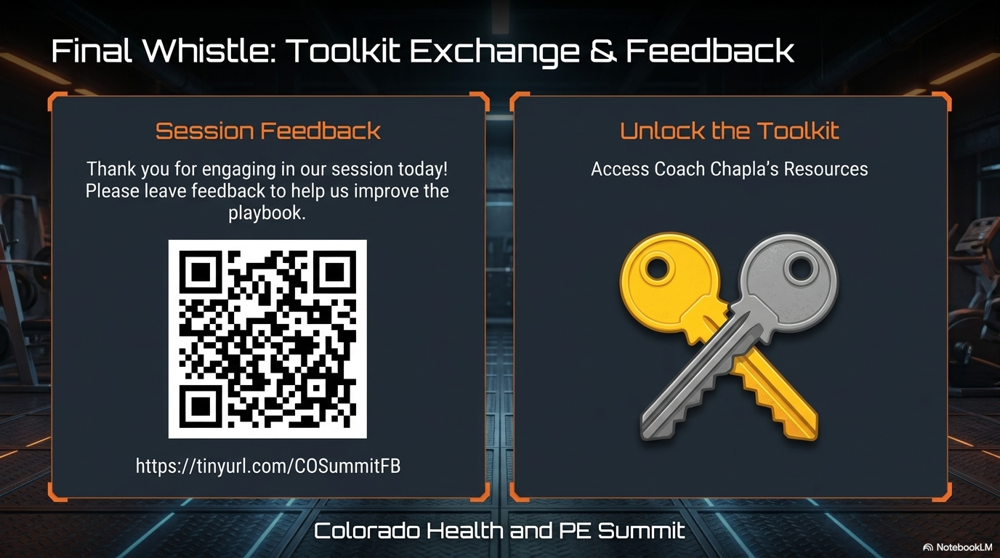 Final Whistle: Toolkit Exchange & Feedback
Session Feedback
Thank you for engaging in our session today!
Please leave feedback to help us improve the
playbook.
https://tinyurl.com/COSummitFB
Unlock the Toolkit
Access Coach Chapla's Resources
Colorado Health and PE Summit
NotebookLM